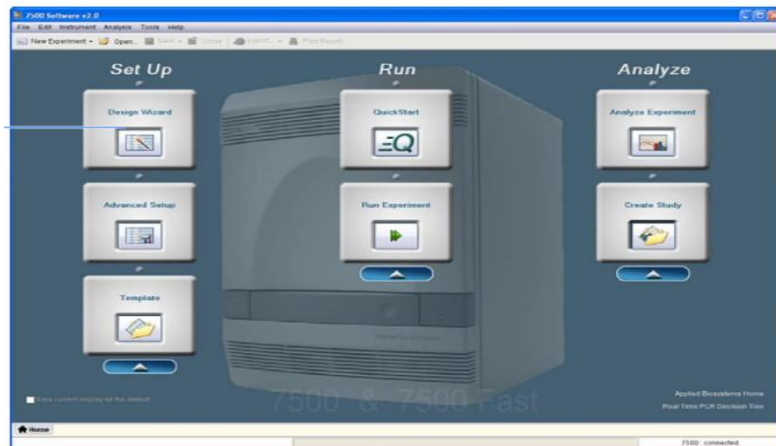 7500 Software v2.0
File Edit Instrument Analysis Tools Help
New Experiment Open... Save Close Export... Print Report...
Set Up Run Analyze
Design Wizard QuickStart Analyze Experiment
Advanced Setup Run Experiment Create Study
Template
7500 & 7500 Fast
Save current display as the default
Applied Biosystems Home
Real-Time PCR Decision Tree
Home
7500: connected